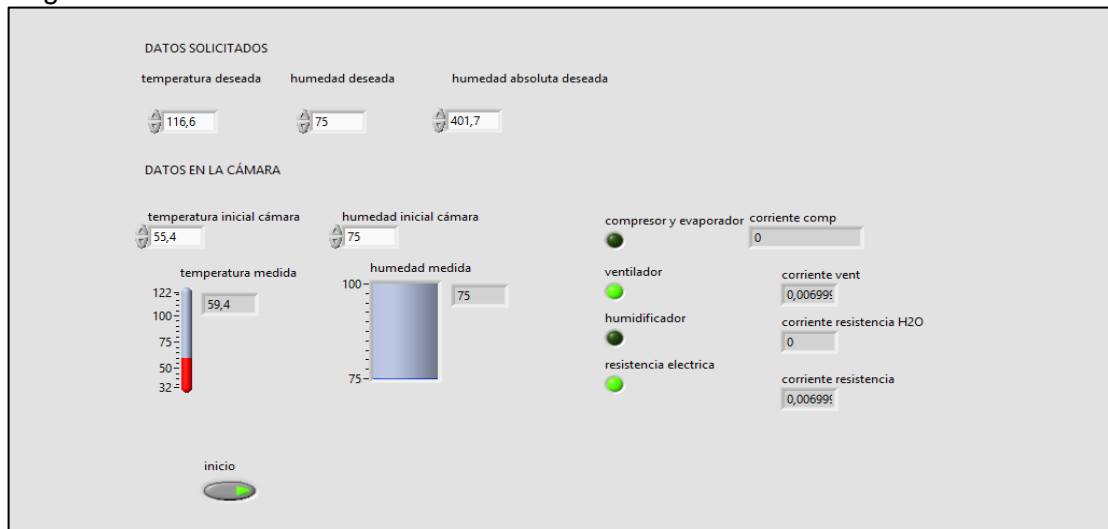 DATOS SOLICITADOS
temperatura deseada humedad deseada humedad absoluta deseada
116,6 75 401,7
DATOS EN LA CÁMARA
temperatura inicial cámara humedad inicial cámara
55,4 75
compresor y evaporador corriente comp
0
temperatura medida humedad medida
59,4 75
122
100
75
50
32
100
75
ventilador corriente vent
0,00699
humidificador corriente resistencia H2O
0
resistencia electrica corriente resistencia
0,00699
inicio